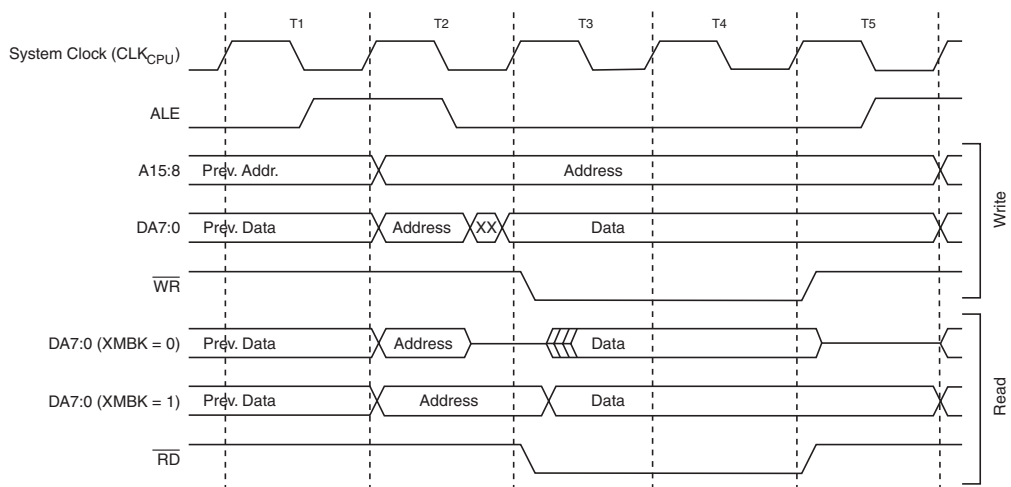 T1 T2 T3 T4 T5
System Clock (CLKCPU)
ALE
A15:8 Prev. Addr. Address
DA7:0 Prev. Data Address XX Data
WR
Write
DA7:0 (XMBK = 0) Prev. Data Address Data
DA7:0 (XMBK = 1) Prev. Data Address Data
RD
Read